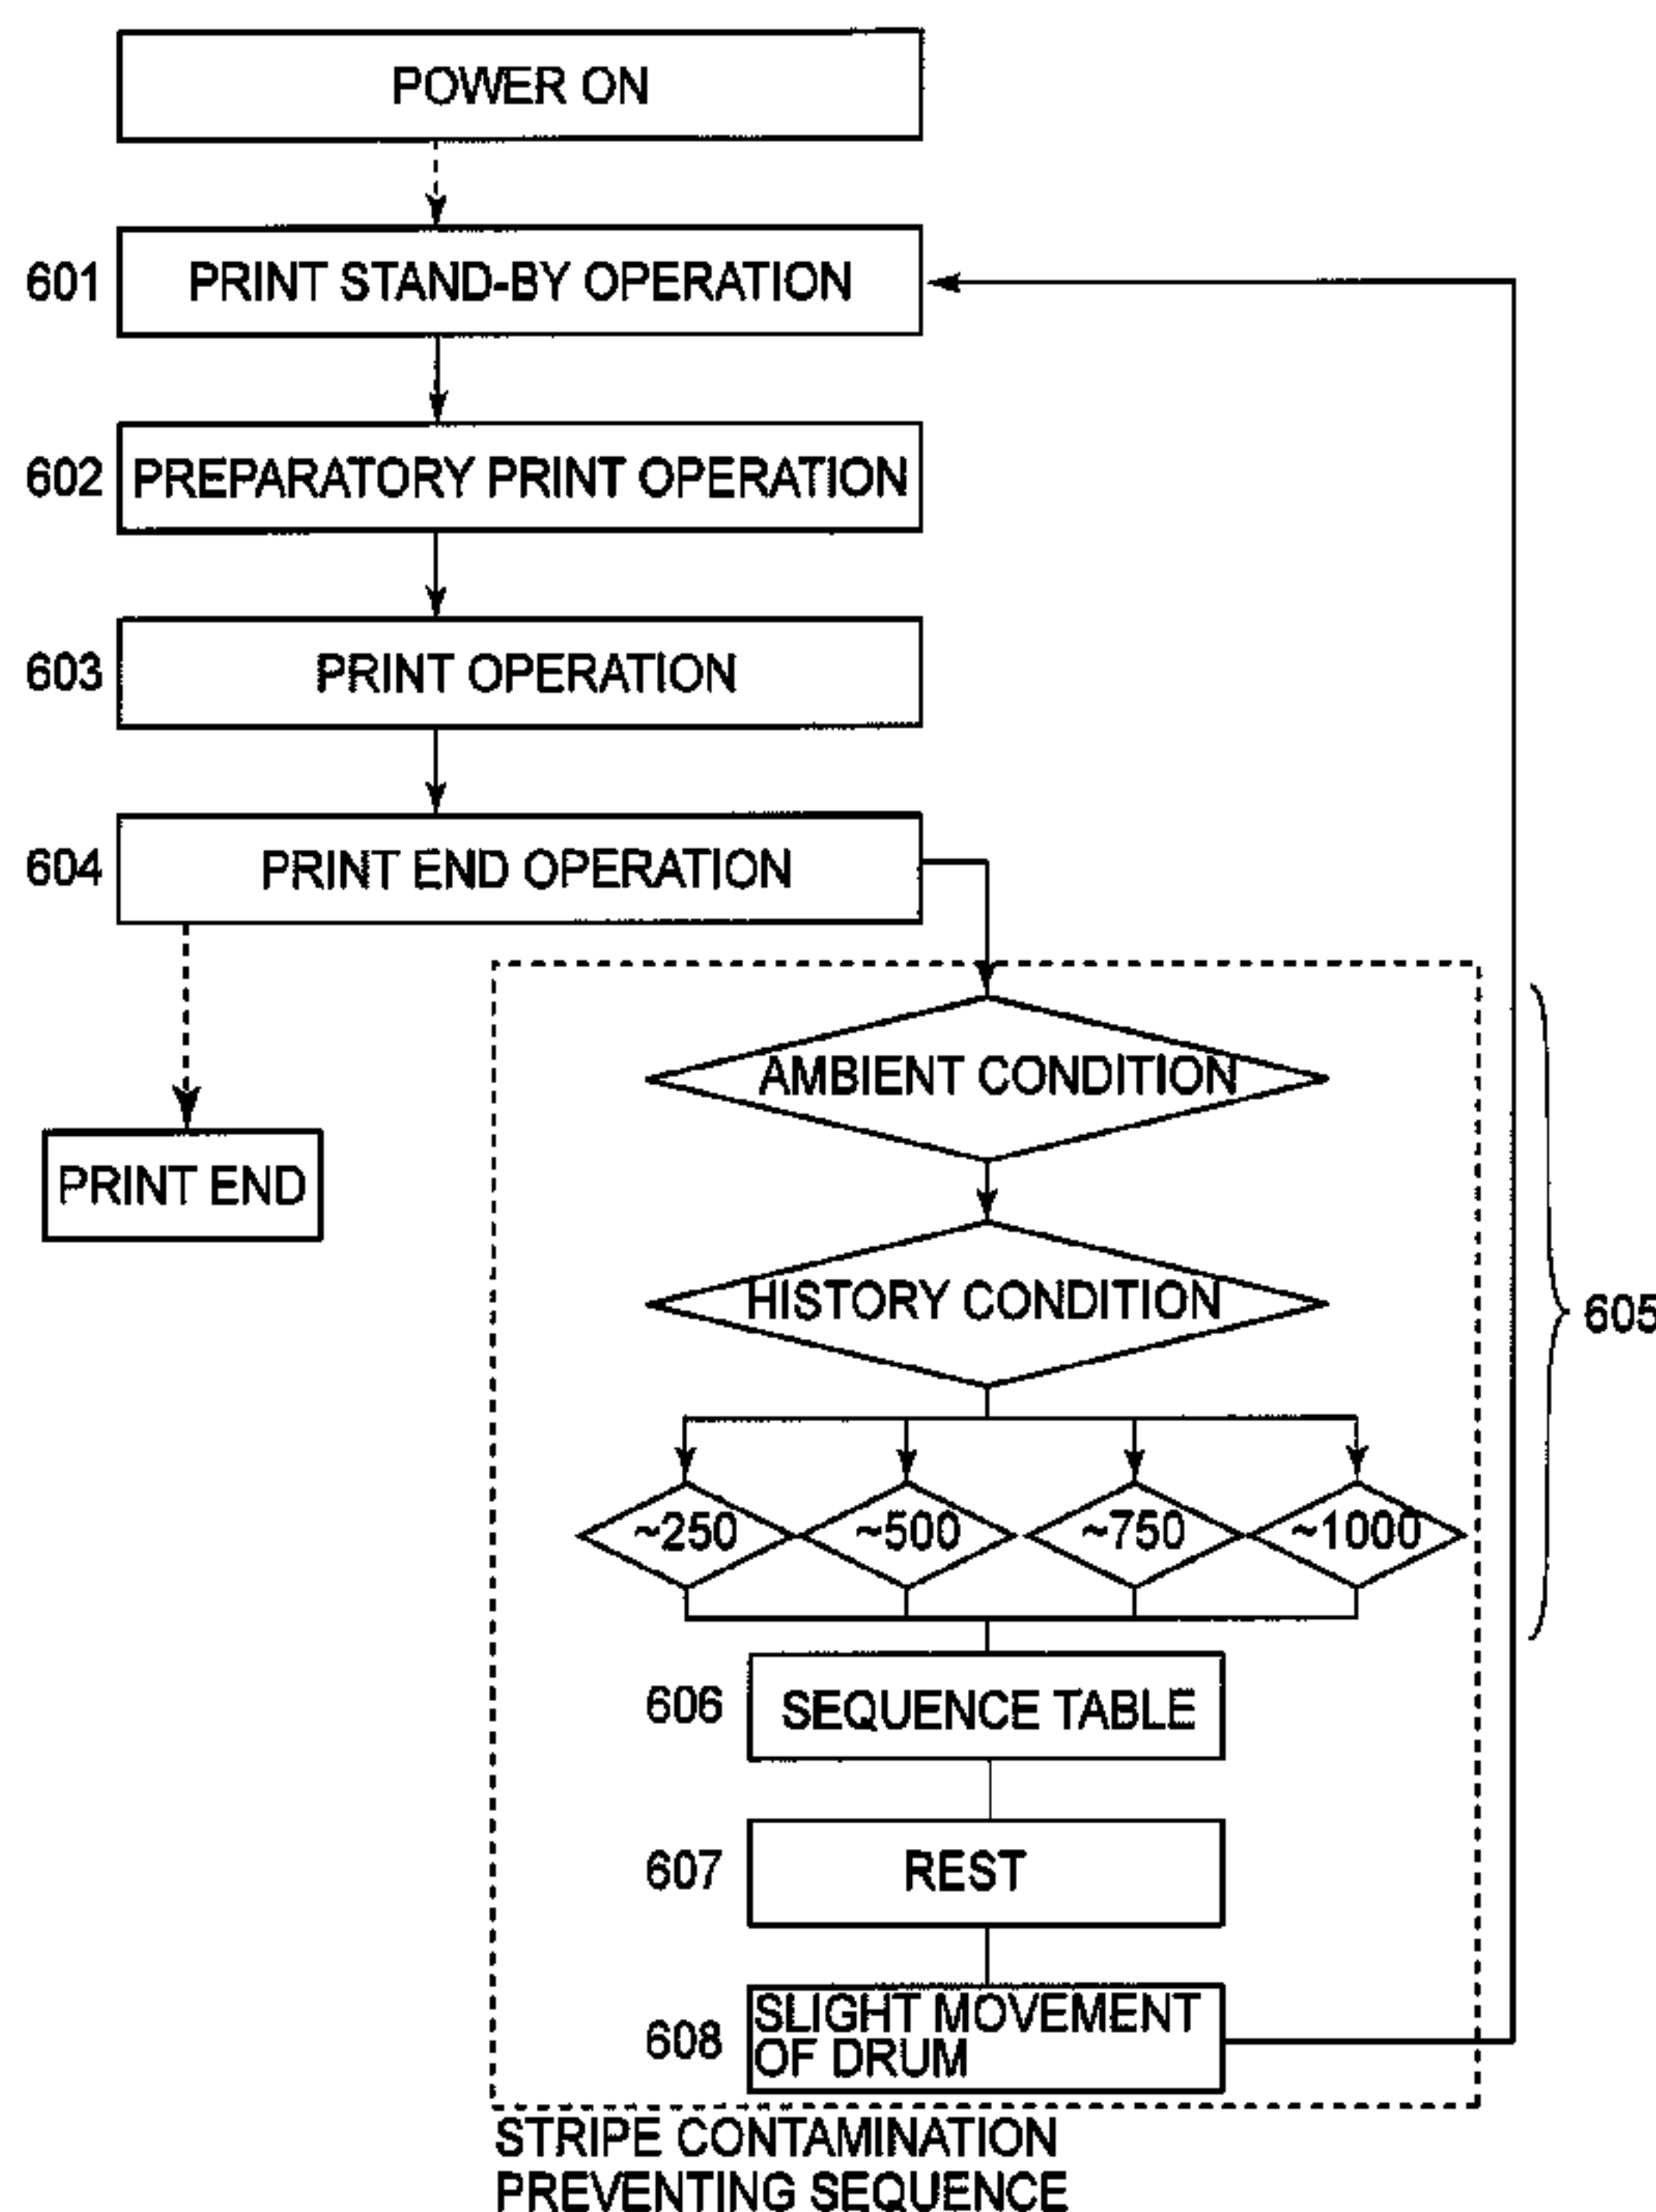 POWER ON
601 PRINT STAND-BY OPERATION
602 PREPARATORY PRINT OPERATION
603 PRINT OPERATION
604 PRINT END OPERATION
AMBIENT CONDITION
PRINT END
HISTORY CONDITION
605
~250 ~500 ~750 ~1000
606 SEQUENCE TABLE
607 REST
608 SLIGHT MOVEMENT
OF DRUM
STRIPE CONTAMINATION
PREVENTING SEQUENCE